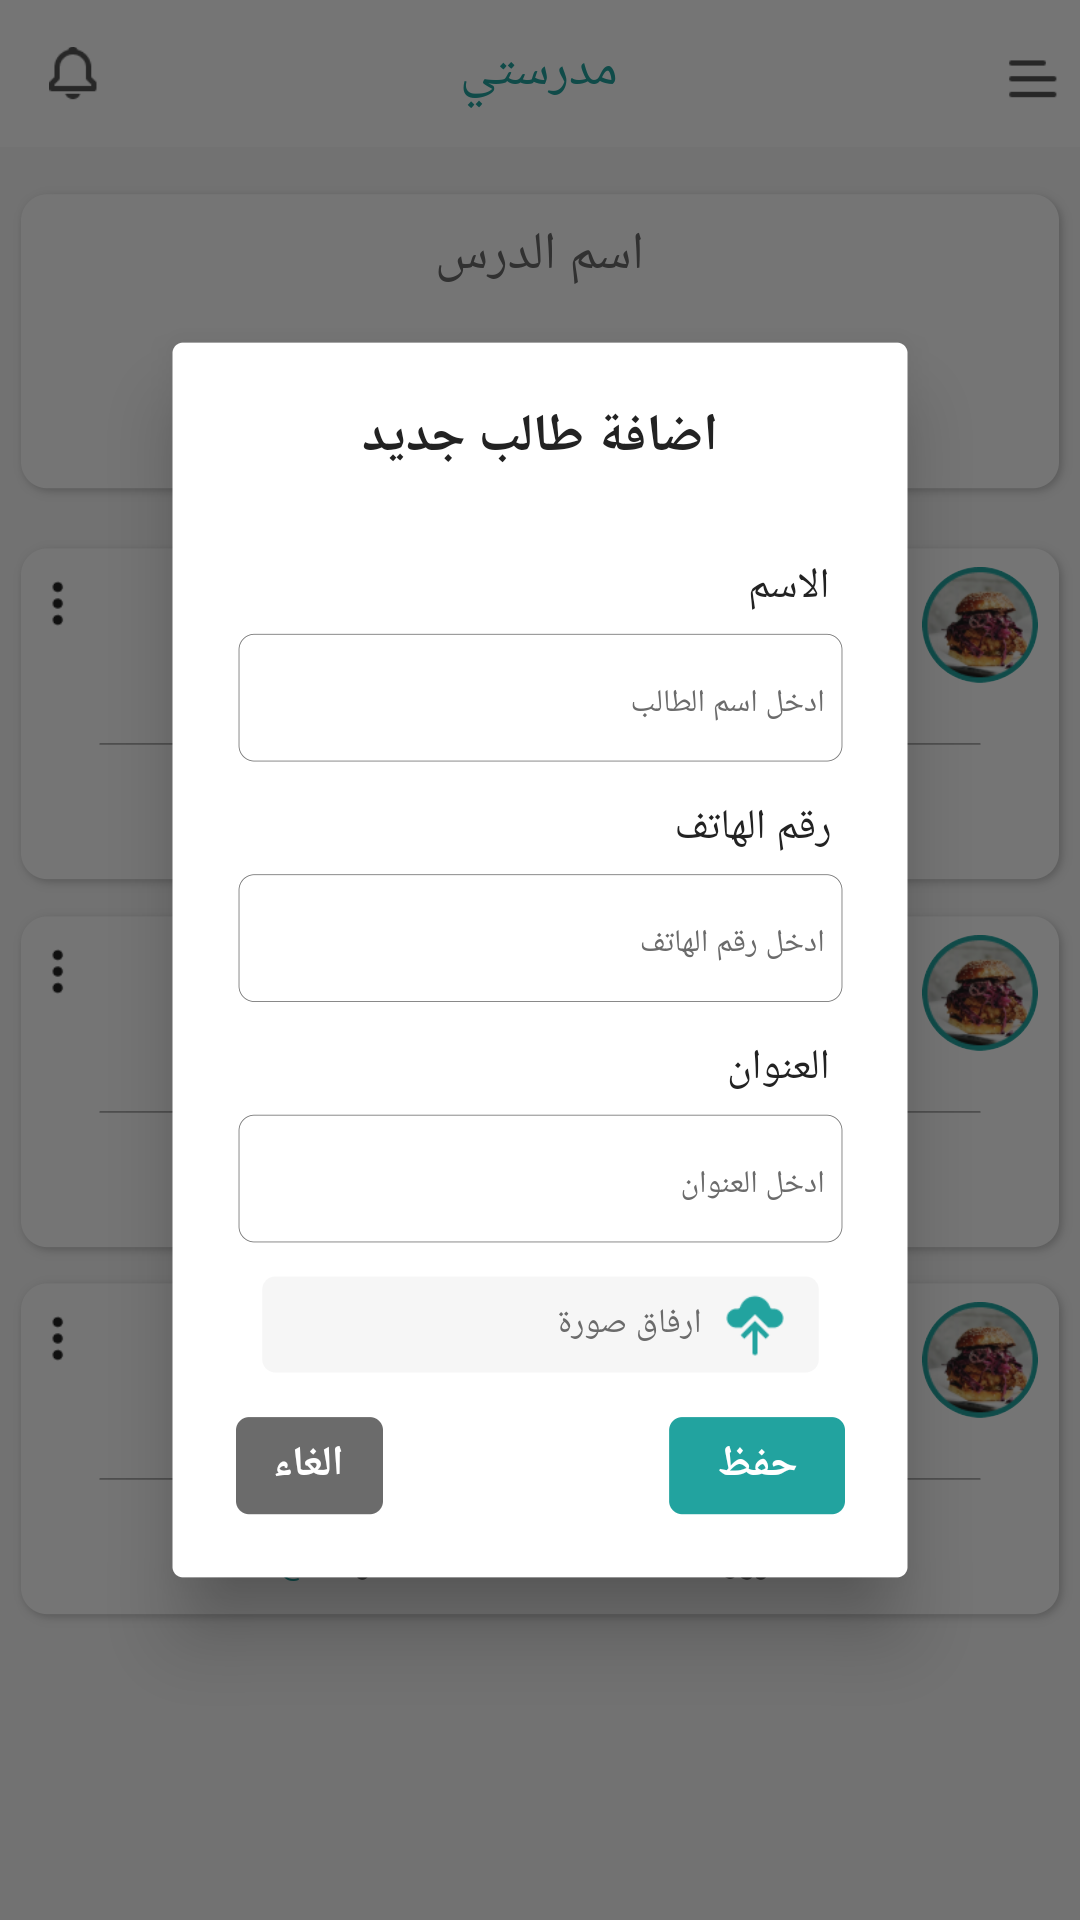 مدرستي
اسم الدرس
اضافة طالب جديد
الاسم
ادخل اسم الطالب
رقم الهاتف
ادخل رقم الهاتف
العنوان
ادخل العنوان
ارفاق صورة
حفظ
الغاء